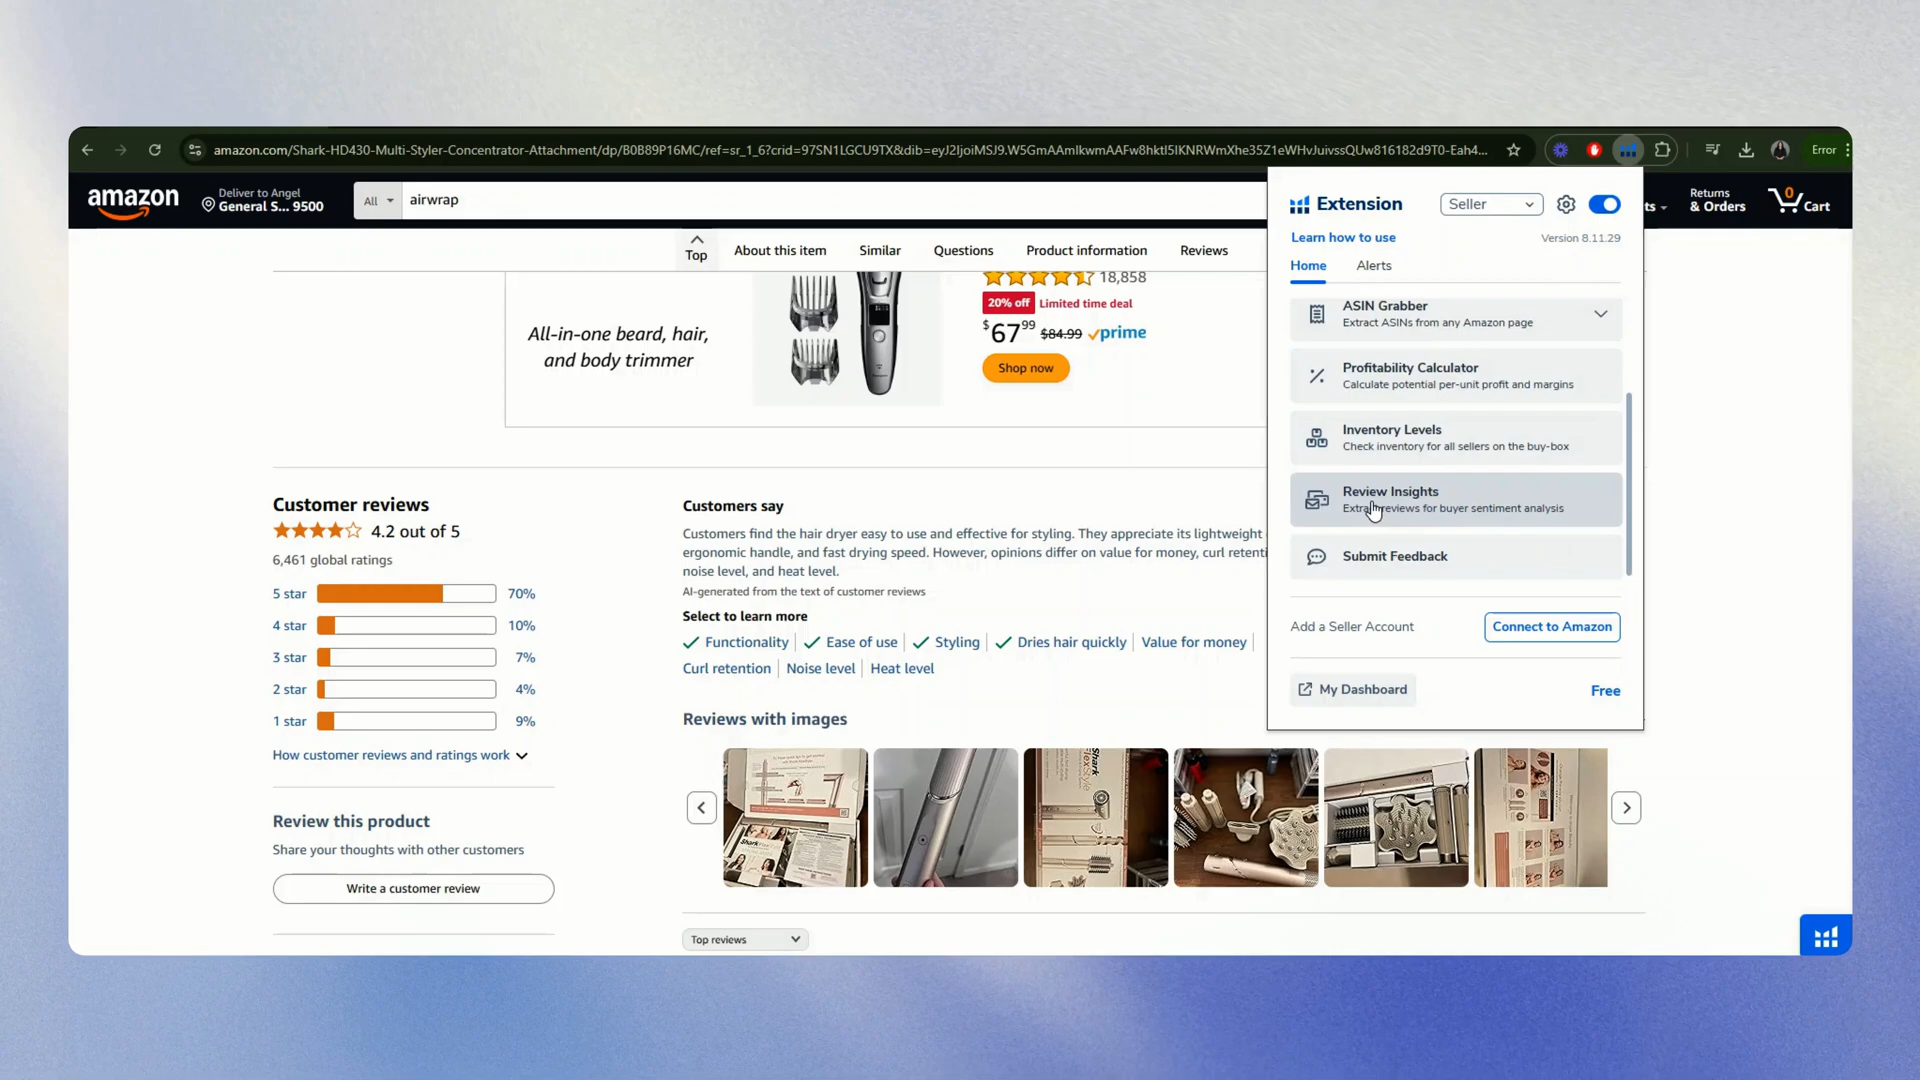 amazon.com/Shark-HD430-Multi-Styler-Concentrator-Attachment/dp/B0B89P16MC/ref=sr_1_6?crid=97SN1LGCU9TX&dib=eyJ2IjoiMSJ9.W5GmAAmlkwmAAFw8hktI5IKNRWmXhe35Z1eWHvJuivssQUw816182d9T0-Eah4...
Error
amazon
Deliver to Angel
General S... 9500
All
airwrap
ts
Returns
& Orders
0
Cart
Top
About this item
Similar
Questions
Product information
Reviews
18,858
20% off
Limited time deal
$67 99
$84.99
prime
Shop now
All-in-one beard, hair,
and body trimmer
Customer reviews
4.2 out of 5
6,461 global ratings
5 star 70%
4 star 10%
3 star 7%
2 star 4%
1 star 9%
How customer reviews and ratings work
Review this product
Share your thoughts with other customers
Write a customer review
Customers say
Customers find the hair dryer easy to use and effective for styling. They appreciate its lightweight
ergonomic handle, and fast drying speed. However, opinions differ on value for money, curl retenti
noise level, and heat level.
AI-generated from the text of customer reviews
Select to learn more
Functionality
Ease of use
Styling
Dries hair quickly
Value for money
Curl retention
Noise level
Heat level
Reviews with images
Shark
Top reviews
Extension
Seller
Learn how to use
Version 8.11.29
Home
Alerts
ASIN Grabber
Extract ASINs from any Amazon page
Profitability Calculator
Calculate potential per-unit profit and margins
Inventory Levels
Check inventory for all sellers on the buy-box
Review Insights
Extra reviews for buyer sentiment analysis
Submit Feedback
Add a Seller Account
Connect to Amazon
My Dashboard
Free